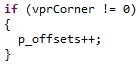 if (vprCorner != 0)
{
  p_offsets++;
}